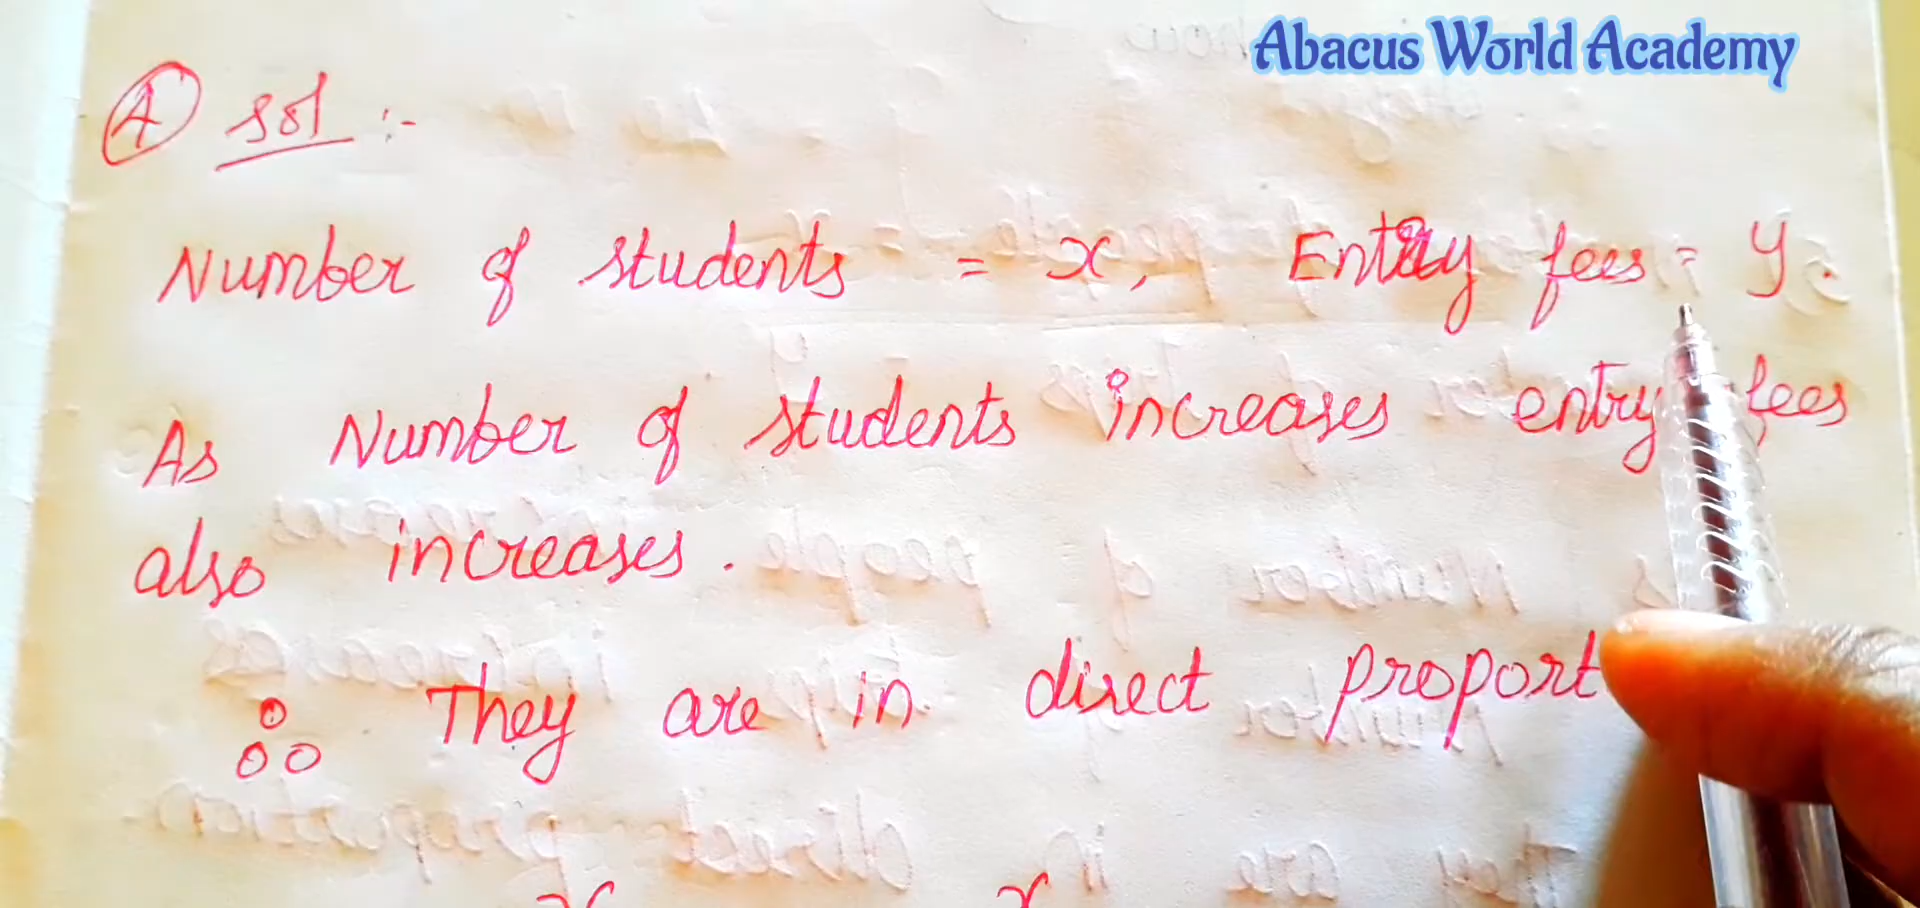 Abacus World Academy
4 sol :-
Number of students = x, Entry fees = y.
As Number of students increases entry fees
also increases.
∴ They are in direct proport
x x